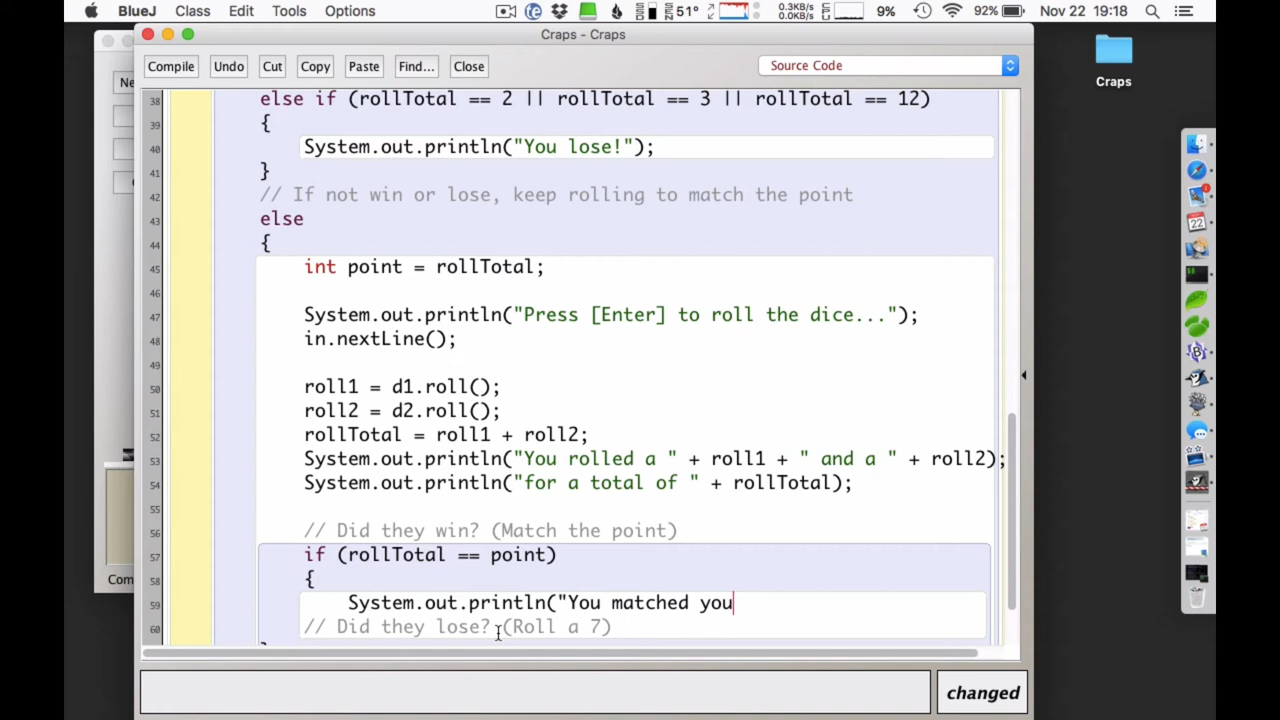 BlueJ Class Edit Tools Options 51° 0.3KB/s 0.0KB/s 9% 92% Nov 22 19:18
Craps - Craps
Compile Undo Cut Copy Paste Find... Close Source Code
Ne
Craps
38 else if (rollTotal == 2 || rollTotal == 3 || rollTotal == 12)
39 {
40 System.out.println("You lose!");
41 }
42 // If not win or lose, keep rolling to match the point
43 else
44 {
45 int point = rollTotal;
46
47 System.out.println("Press [Enter] to roll the dice...");
48 in.nextLine();
49
50 roll1 = d1.roll();
51 roll2 = d2.roll();
52 rollTotal = roll1 + roll2;
53 System.out.println("You rolled a " + roll1 + " and a " + roll2);
54 System.out.println("for a total of " + rollTotal);
55
56 // Did they win? (Match the point)
57 if (rollTotal == point)
58 {
59 System.out.println("You matched you
60 // Did they lose? (Roll a 7)
Com
changed